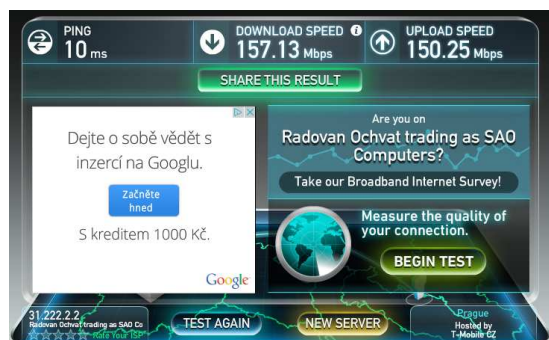 PING
10 ms
DOWNLOAD SPEED
157.13 Mbps
UPLOAD SPEED
150.25 Mbps
SHARE THIS RESULT
Dejte o sobě vědět s
inzercí na Googlu.
Začněte
hned
S kreditem 1000 Kč.
Google
Are you on
Radovan Ochvat trading as SAO
Computers?
Take our Broadband Internet Survey!
Measure the quality of
your connection.
BEGIN TEST
31.222.2.2
Radovan Ochvat trading as SAO Co
Rate Your ISP
TEST AGAIN
NEW SERVER
Prague
Hosted by
T-Mobile CZ